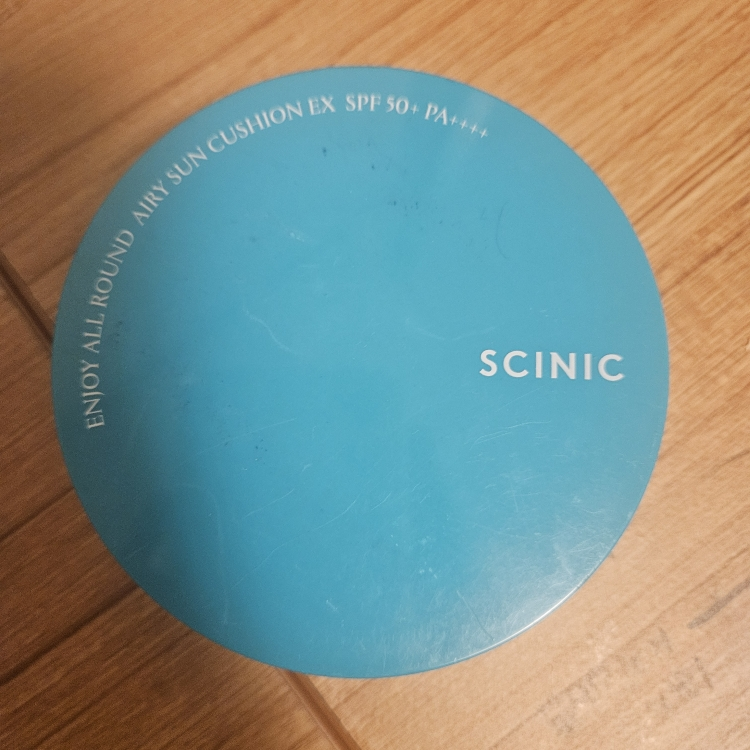 ENJOY ALL ROUND AIRY SUN CUSHION EX SPF 50+ PA++++
SCINIC